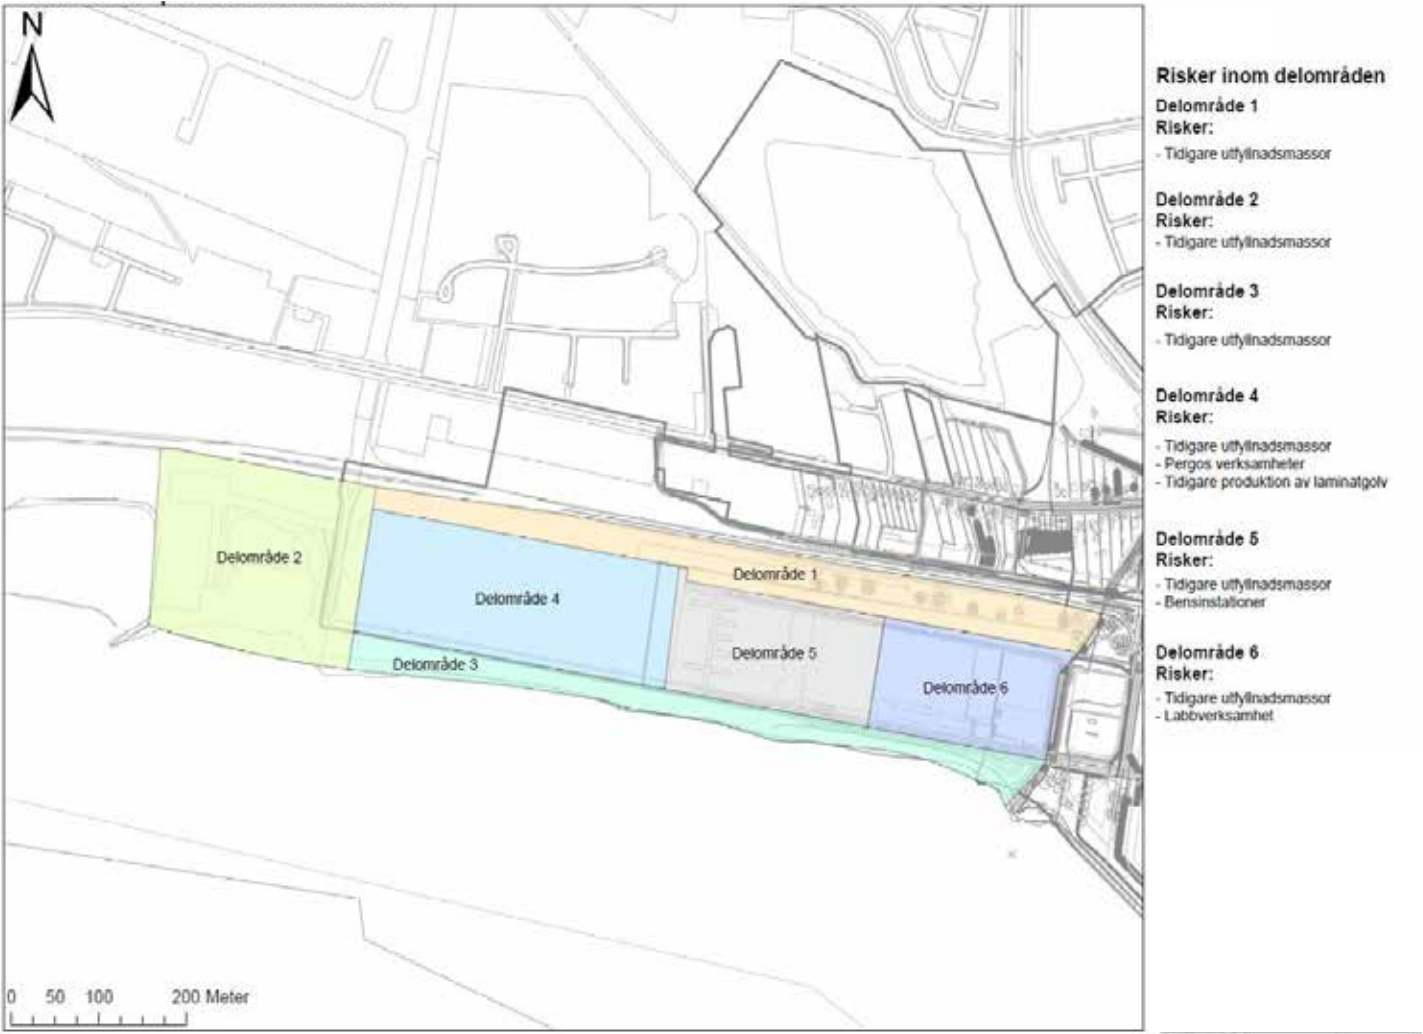 N
Delområde 2
Delområde 4
Delområde 1
Delområde 3
Delområde 5
Delområde 6
0 50 100 200 Meter
Risker inom delområden
Delområde 1
Risker:
- Tidigare utfyllnadsmassor
Delområde 2
Risker:
- Tidigare utfyllnadsmassor
Delområde 3
Risker:
- Tidigare utfyllnadsmassor
Delområde 4
Risker:
- Tidigare utfyllnadsmassor
- Pergos verksamheter
- Tidigare produktion av laminatgolv
Delområde 5
Risker:
- Tidigare utfyllnadsmassor
- Bensinstationer
Delområde 6
Risker:
- Tidigare utfyllnadsmassor
- Labbverksamhet